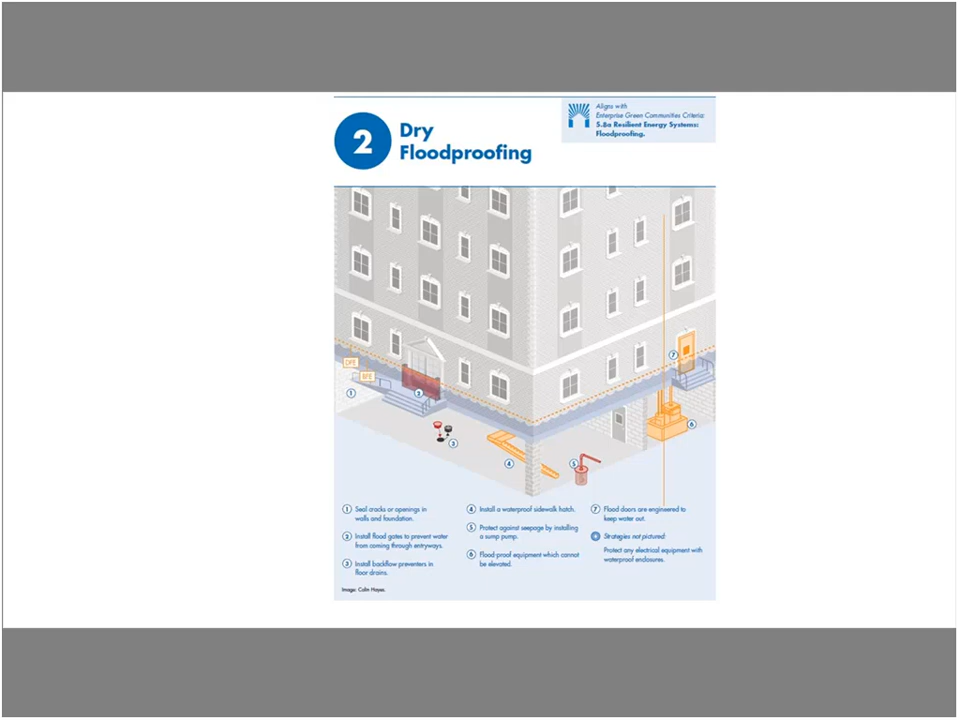 2
Dry
Floodproofing
Aligns with
Enterprise Green Communities Criteria:
5.8a Resilient Energy Systems:
Floodproofing.
DFE
BFE
1
2
3
4
5
6
7
1 Seal cracks or openings in
walls and foundation.
2 Install flood gates to prevent water
from coming through entryways.
3 Install backflow preventers in
floor drains.
4 Install a waterproof sidewalk hatch.
5 Protect against seepage by installing
a sump pump.
6 Flood-proof equipment which cannot
be elevated.
7 Flood doors are engineered to
keep water out.
+ Strategies not pictured:
Protect any electrical equipment with
waterproof enclosures.
Image: Colin Hayes.